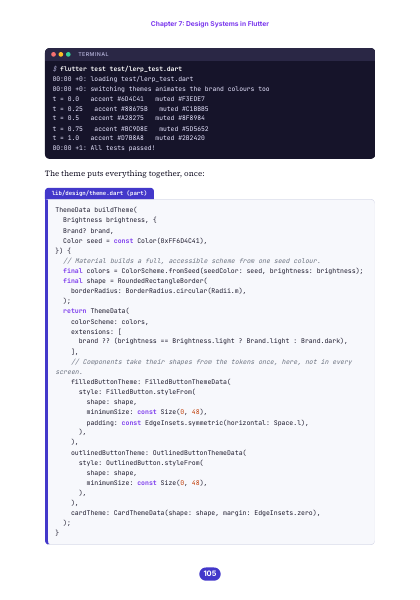 Chapter 7: Design Systems in Flutter
TERMINAL
$ flutter test test/lerp_test.dart
00:00 +0: loading test/lerp_test.dart
00:00 +0: switching themes animates the brand colours too
t = 0.0   accent #6D4C41   muted #F3EDE7
t = 0.25   accent #88675B   muted #C1BBB5
t = 0.5   accent #A28275   muted #8F8984
t = 0.75   accent #BC9D8E   muted #5D5652
t = 1.0   accent #D7B8A8   muted #2B2420
00:00 +1: All tests passed!
The theme puts everything together, once:
lib/design/theme.dart (part)
ThemeData buildTheme(
  Brightness brightness, {
  Brand? brand,
  Color seed = const Color(0xFF6D4C41),
}) {
  // Material builds a full, accessible scheme from one seed colour.
  final colors = ColorScheme.fromSeed(seedColor: seed, brightness: brightness);
  final shape = RoundedRectangleBorder(
    borderRadius: BorderRadius.circular(Radii.m),
  );
  return ThemeData(
    colorScheme: colors,
    extensions: [
      brand ?? (brightness == Brightness.light ? Brand.light : Brand.dark),
    ],
    // Components take their shapes from the tokens once, here, not in every
screen.
    filledButtonTheme: FilledButtonThemeData(
      style: FilledButton.styleFrom(
        shape: shape,
        minimumSize: const Size(0, 48),
        padding: const EdgeInsets.symmetric(horizontal: Space.l),
      ),
    ),
    outlinedButtonTheme: OutlinedButtonThemeData(
      style: OutlinedButton.styleFrom(
        shape: shape,
        minimumSize: const Size(0, 48),
      ),
    ),
    cardTheme: CardThemeData(shape: shape, margin: EdgeInsets.zero),
  );
}
105